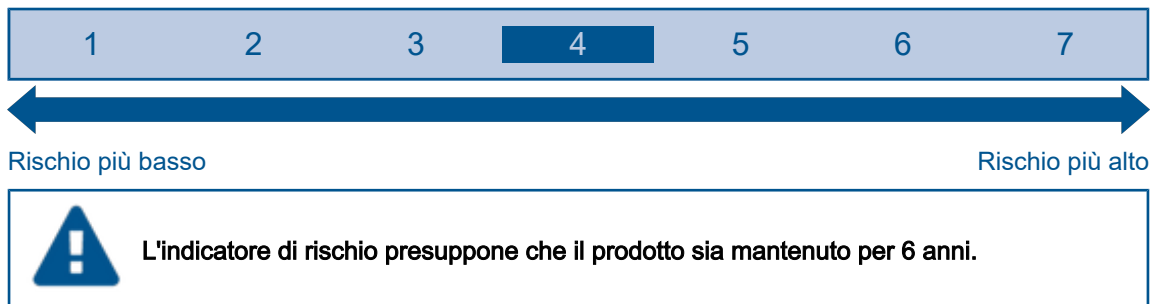 1 2 3 4 5 6 7
Rischio più basso Rischio più alto
L'indicatore di rischio presuppone che il prodotto sia mantenuto per 6 anni.